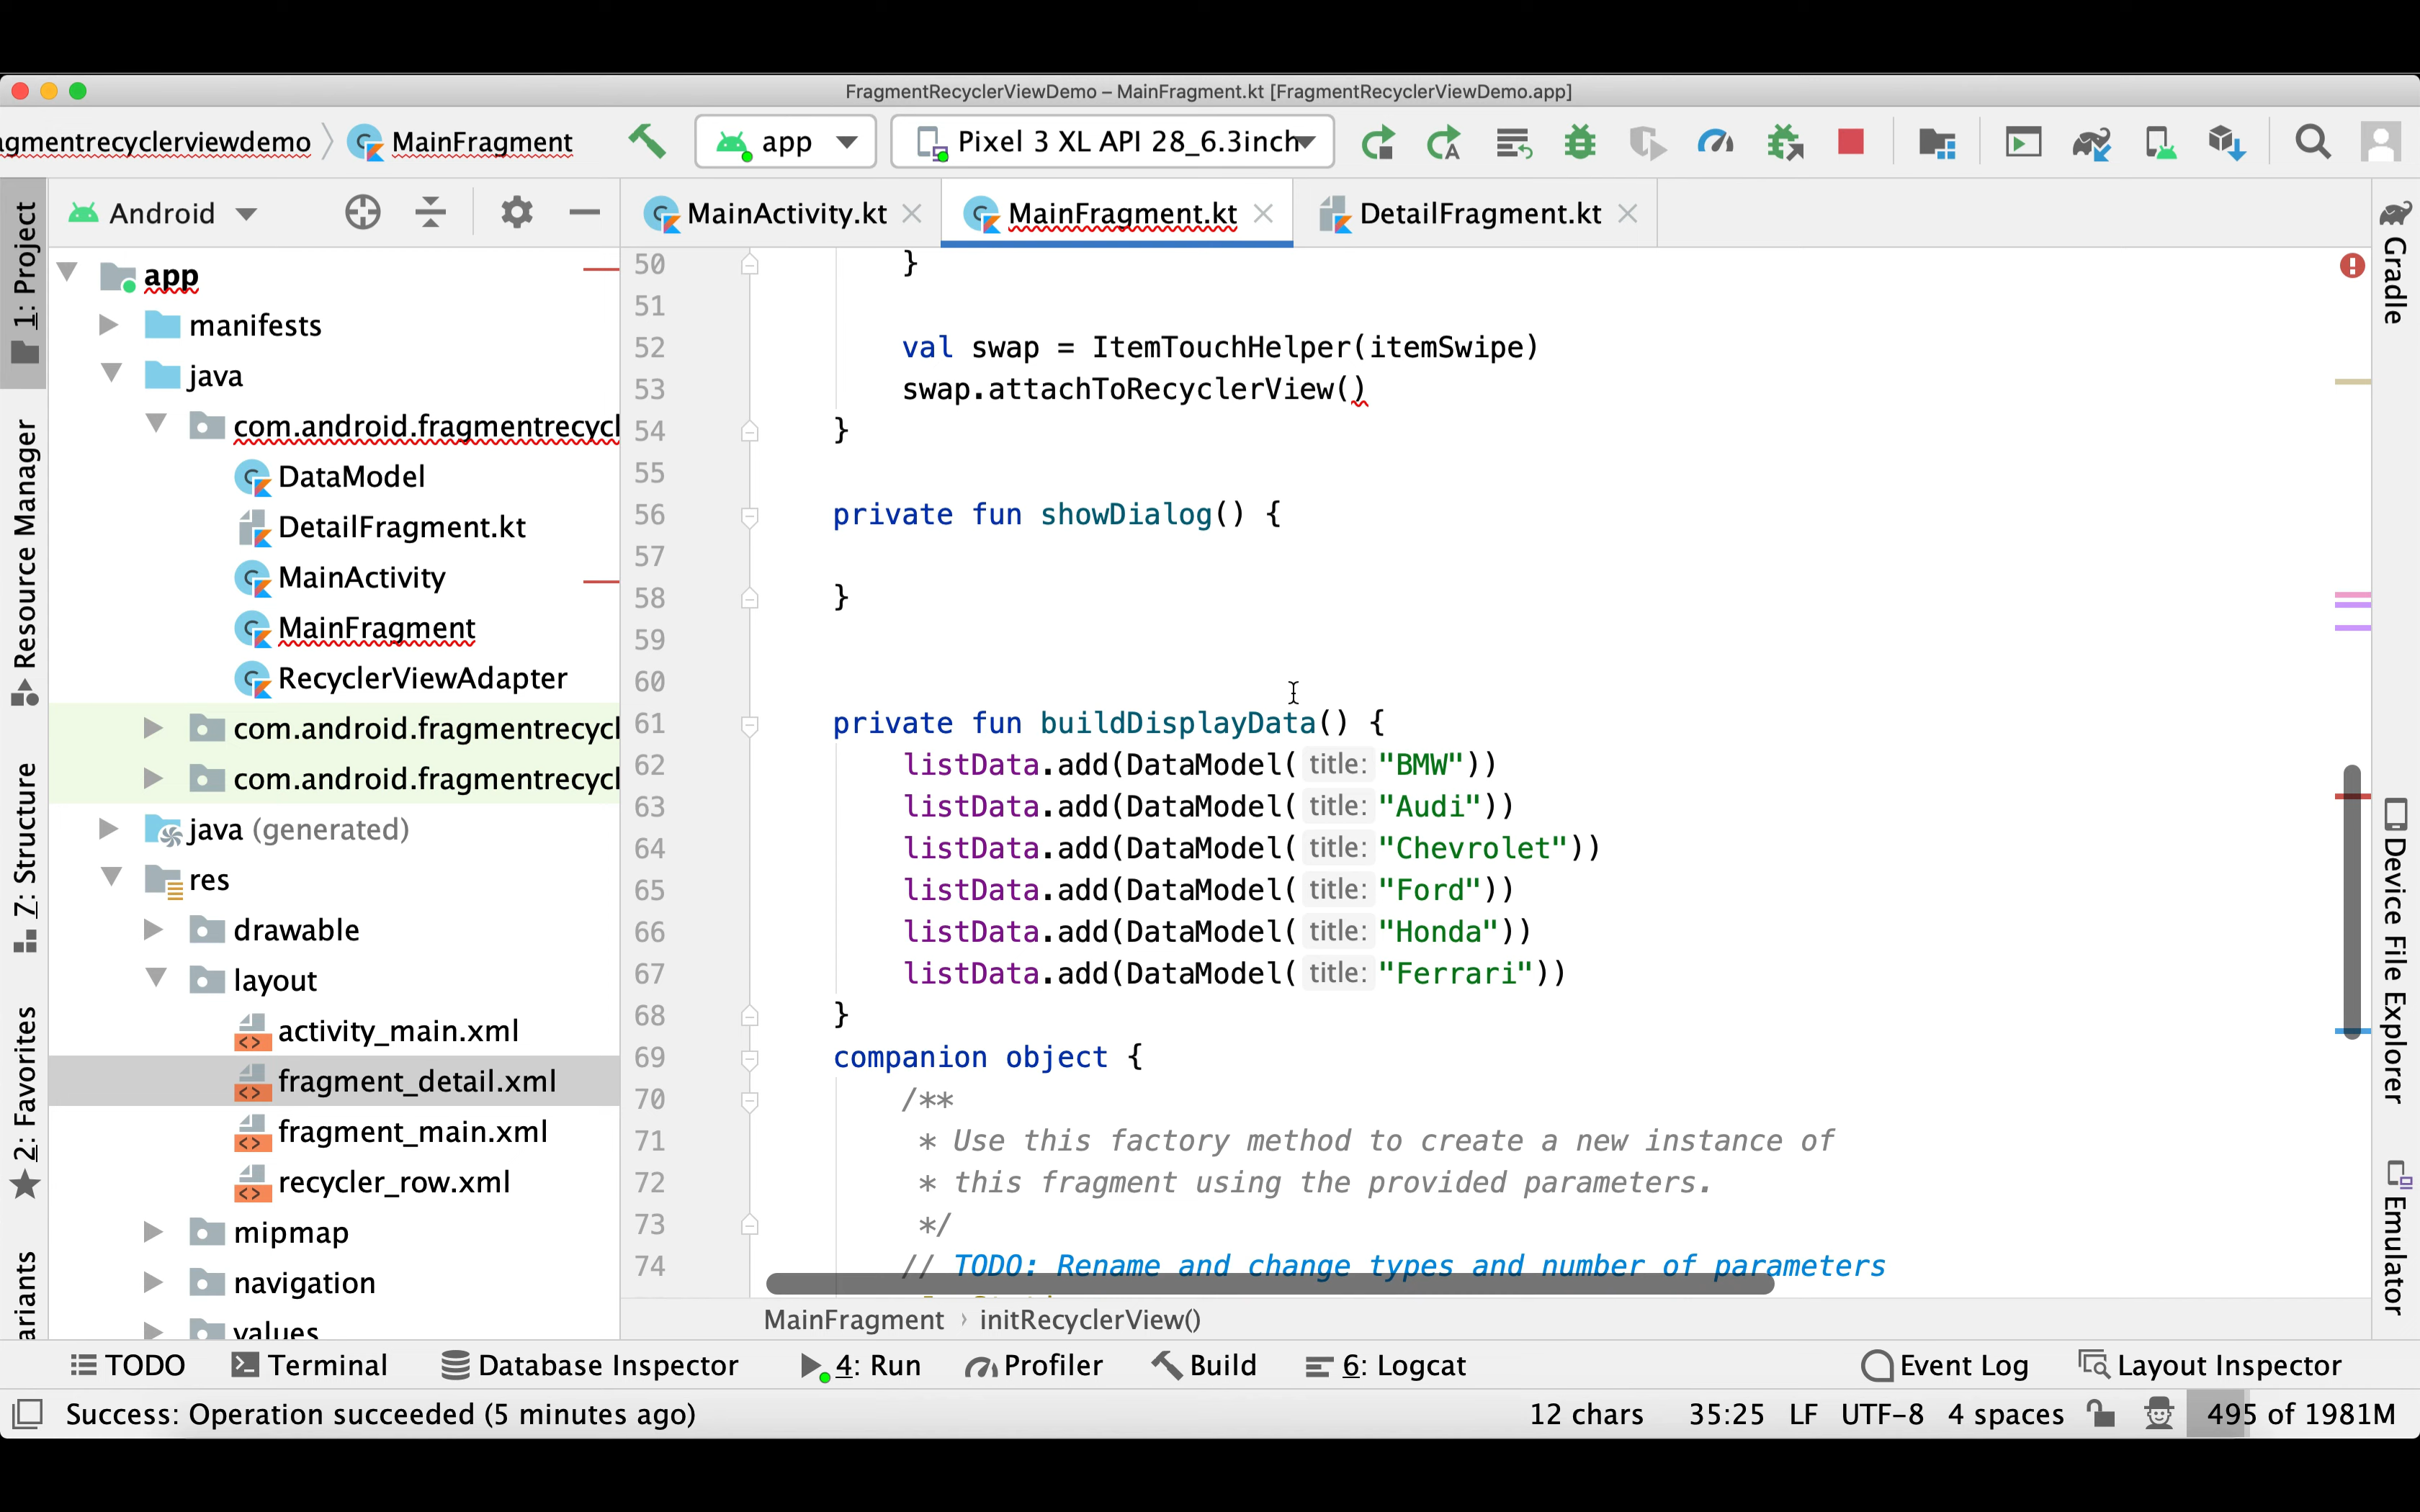 FragmentRecyclerViewDemo – MainFragment.kt [FragmentRecyclerViewDemo.app]
agmentrecyclerviewdemo MainFragment app Pixel 3 XL API 28_6.3inch
Android MainActivity.kt MainFragment.kt DetailFragment.kt
1: Project
Resource Manager
7: Structure
2: Favorites
ariants
app
manifests
java
com.android.fragmentrecycl
DataModel
DetailFragment.kt
MainActivity
MainFragment
RecyclerViewAdapter
com.android.fragmentrecycl
com.android.fragmentrecycl
java (generated)
res
drawable
layout
activity_main.xml
fragment_detail.xml
fragment_main.xml
recycler_row.xml
mipmap
navigation
values
50 }
51
52 val swap = ItemTouchHelper(itemSwipe)
53 swap.attachToRecyclerView()
54 }
55
56 private fun showDialog() {
57
58 }
59
60
61 private fun buildDisplayData() {
62 listData.add(DataModel( title: "BMW"))
63 listData.add(DataModel( title: "Audi"))
64 listData.add(DataModel( title: "Chevrolet"))
65 listData.add(DataModel( title: "Ford"))
66 listData.add(DataModel( title: "Honda"))
67 listData.add(DataModel( title: "Ferrari"))
68 }
69 companion object {
70 /**
71 * Use this factory method to create a new instance of
72 * this fragment using the provided parameters.
73 */
74 // TODO: Rename and change types and number of parameters
MainFragment › initRecyclerView()
Gradle
Device File Explorer
Emulator
TODO Terminal Database Inspector 4: Run Profiler Build 6: Logcat Event Log Layout Inspector
Success: Operation succeeded (5 minutes ago) 12 chars 35:25 LF UTF-8 4 spaces 495 of 1981M